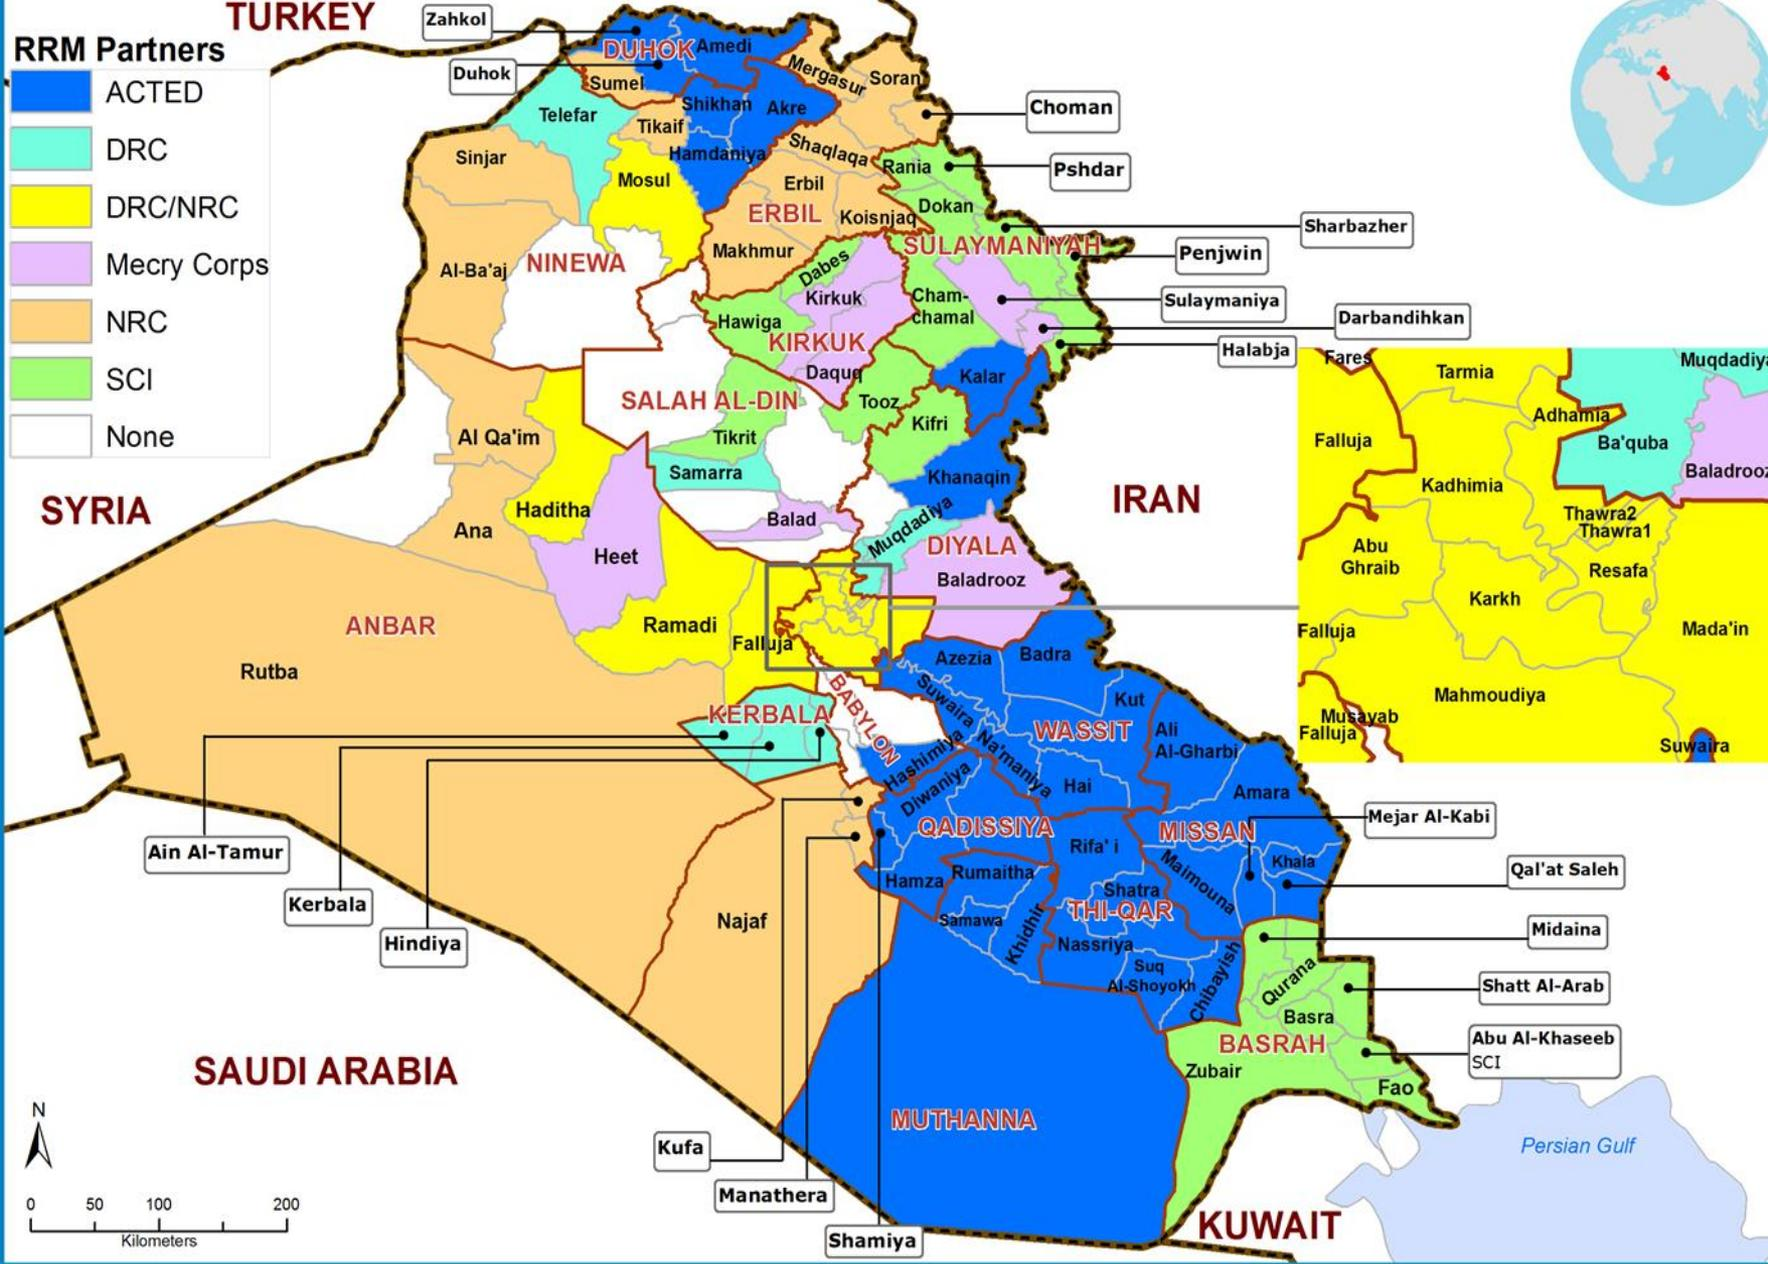 TURKEY
RRM Partners
ACTED
DRC
DRC/NRC
Mecry Corps
NRC
SCI
None
Zahkol
Duhok
DUHOK
Amedi
Sumel
Mergasur
Soran
Choman
Telefar
Shikhan
Akre
Tikaif
Sinjar
Hamdaniya
Shaqlaqa
Rania
Pshdar
Mosul
Erbil
ERBIL
Koisnjaq
Dokan
Sharbazher
SULAYMANIYAH
Penjwin
Makhmur
NINEWA
Al-Ba'aj
Dabes
Kirkuk
Cham-
chamal
Sulaymaniya
Hawiga
Darbandihkan
KIRKUK
Halabja
Daquq
Kalar
SALAH AL-DIN
Tooz
Kifri
Al Qa'im
Tikrit
Samarra
Khanaqin
SYRIA
IRAN
Haditha
Balad
Ana
Muqdadiya
DIYALA
Heet
Baladrooz
ANBAR
Ramadi
Falluja
Rutba
Azezia
Badra
Suwaira
Kut
KERBALA
BABYLON
WASSIT
Ali
Al-Gharbi
Hashimiya
Na'maniya
Diwaniya
Hai
Amara
QADISSIYA
MISSAN
Mejar Al-Kabi
Rifa' i
Ain Al-Tamur
Maimouna
Khala
Qal'at Saleh
Hamza
Rumaitha
Shatra
Kerbala
THI-QAR
Samawa
Khidhir
Najaf
Hindiya
Nassriya
Midaina
Suq
Al-Shoyokh
Chibayish
Qurana
Shatt Al-Arab
Basra
BASRAH
Abu Al-Khaseeb
SCI
Zubair
Fao
SAUDI ARABIA
MUTHANNA
Kufa
Manathera
Shamiya
KUWAIT
Persian Gulf
N
0 50 100 200
Kilometers
Fares
Tarmia
Muqdadiya
Adhamia
Falluja
Ba'quba
Baladrooz
Kadhimia
Thawra2
Thawra1
Abu
Ghraib
Resafa
Karkh
Falluja
Mada'in
Mahmoudiya
Musayab
Falluja
Suwaira